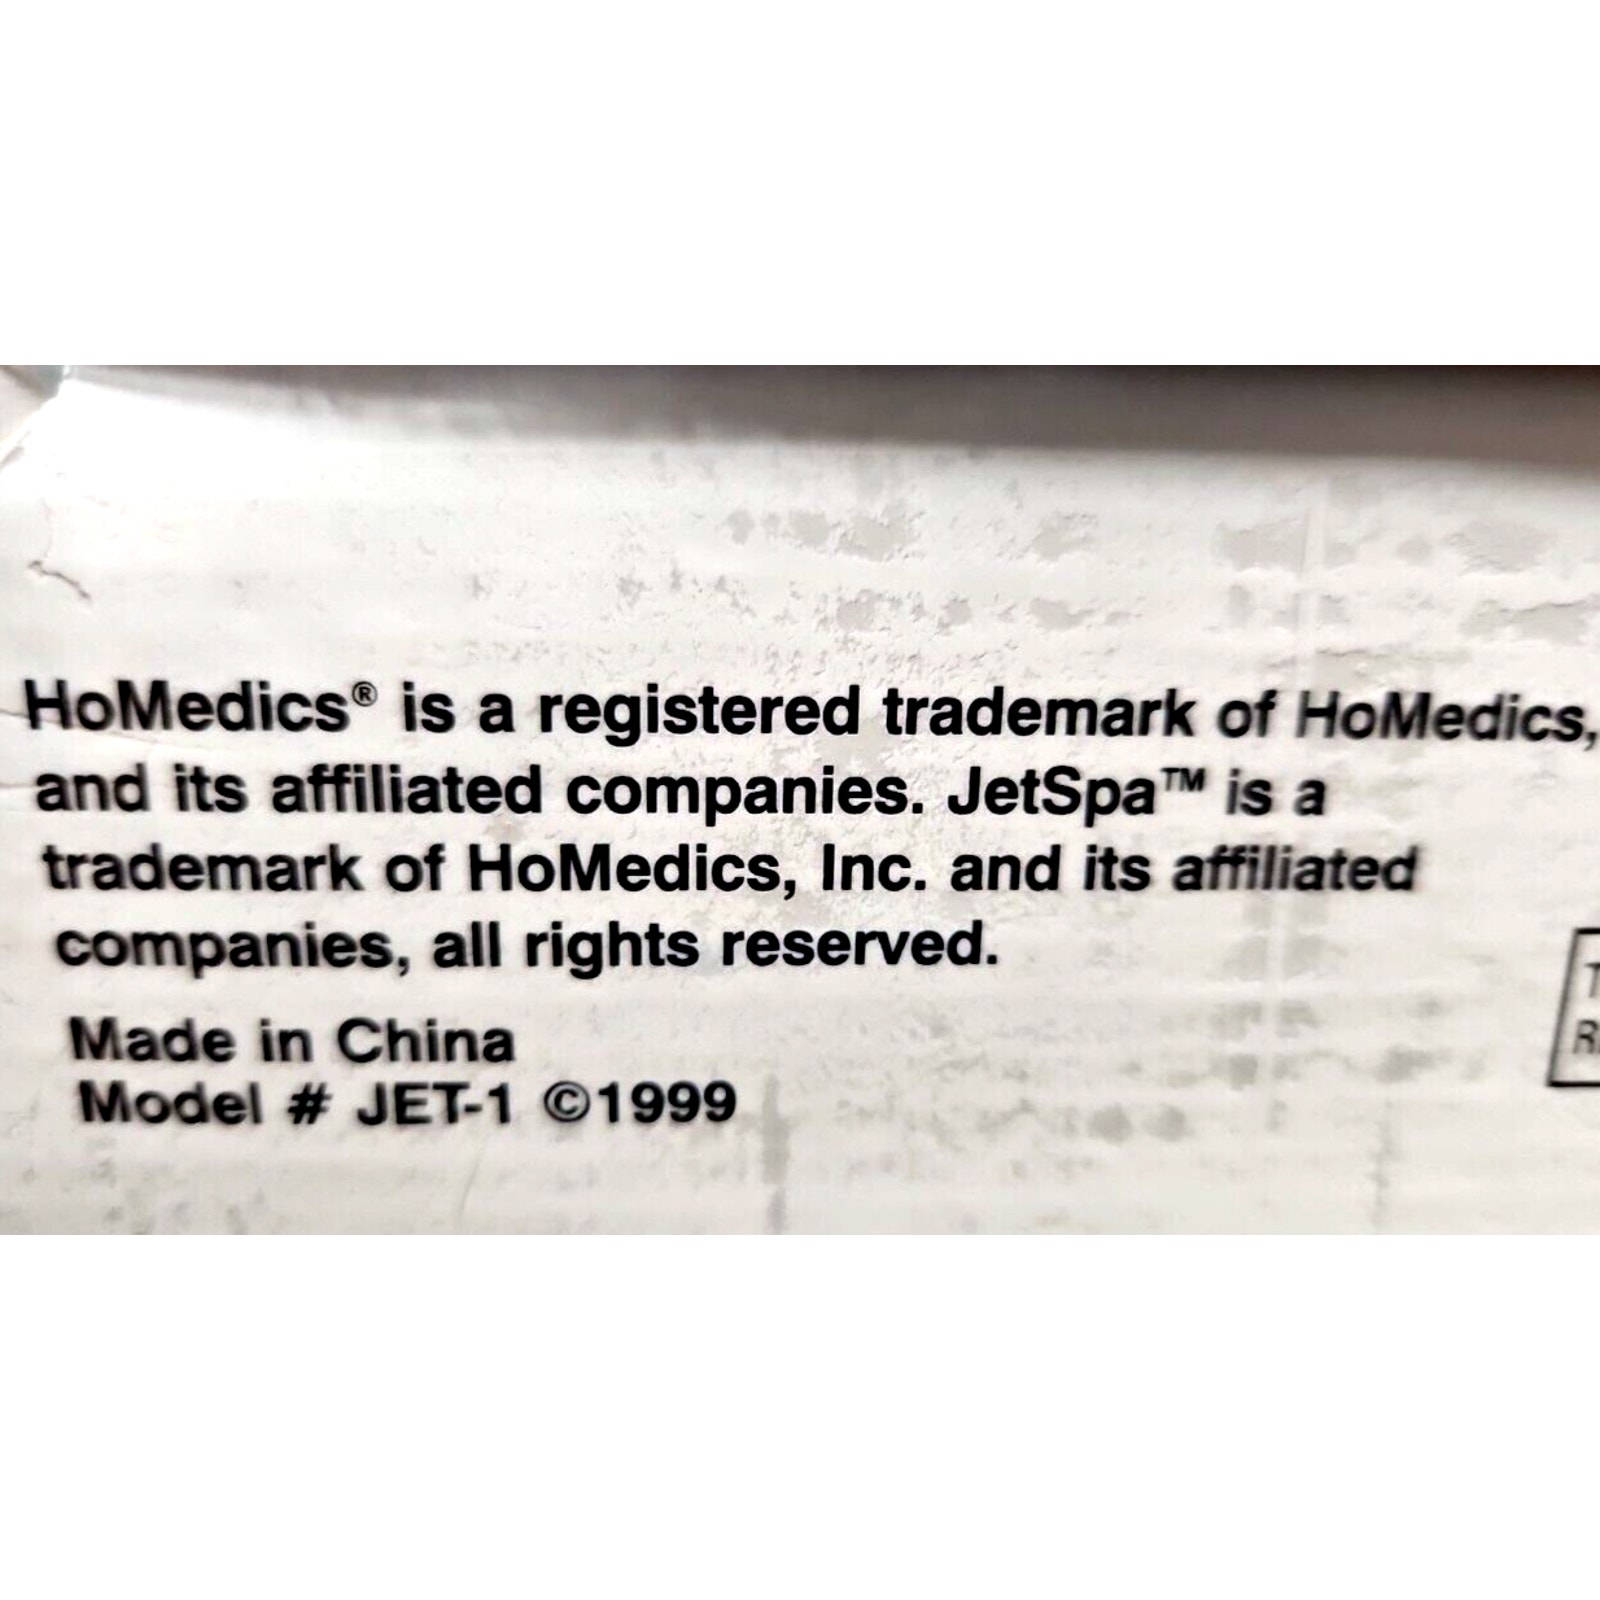 HoMedics® is a registered trademark of HoMedics,
and its affiliated companies. JetSpa™ is a
trademark of HoMedics, Inc. and its affiliated
companies, all rights reserved.
Made in China
Model # JET-1 ©1999